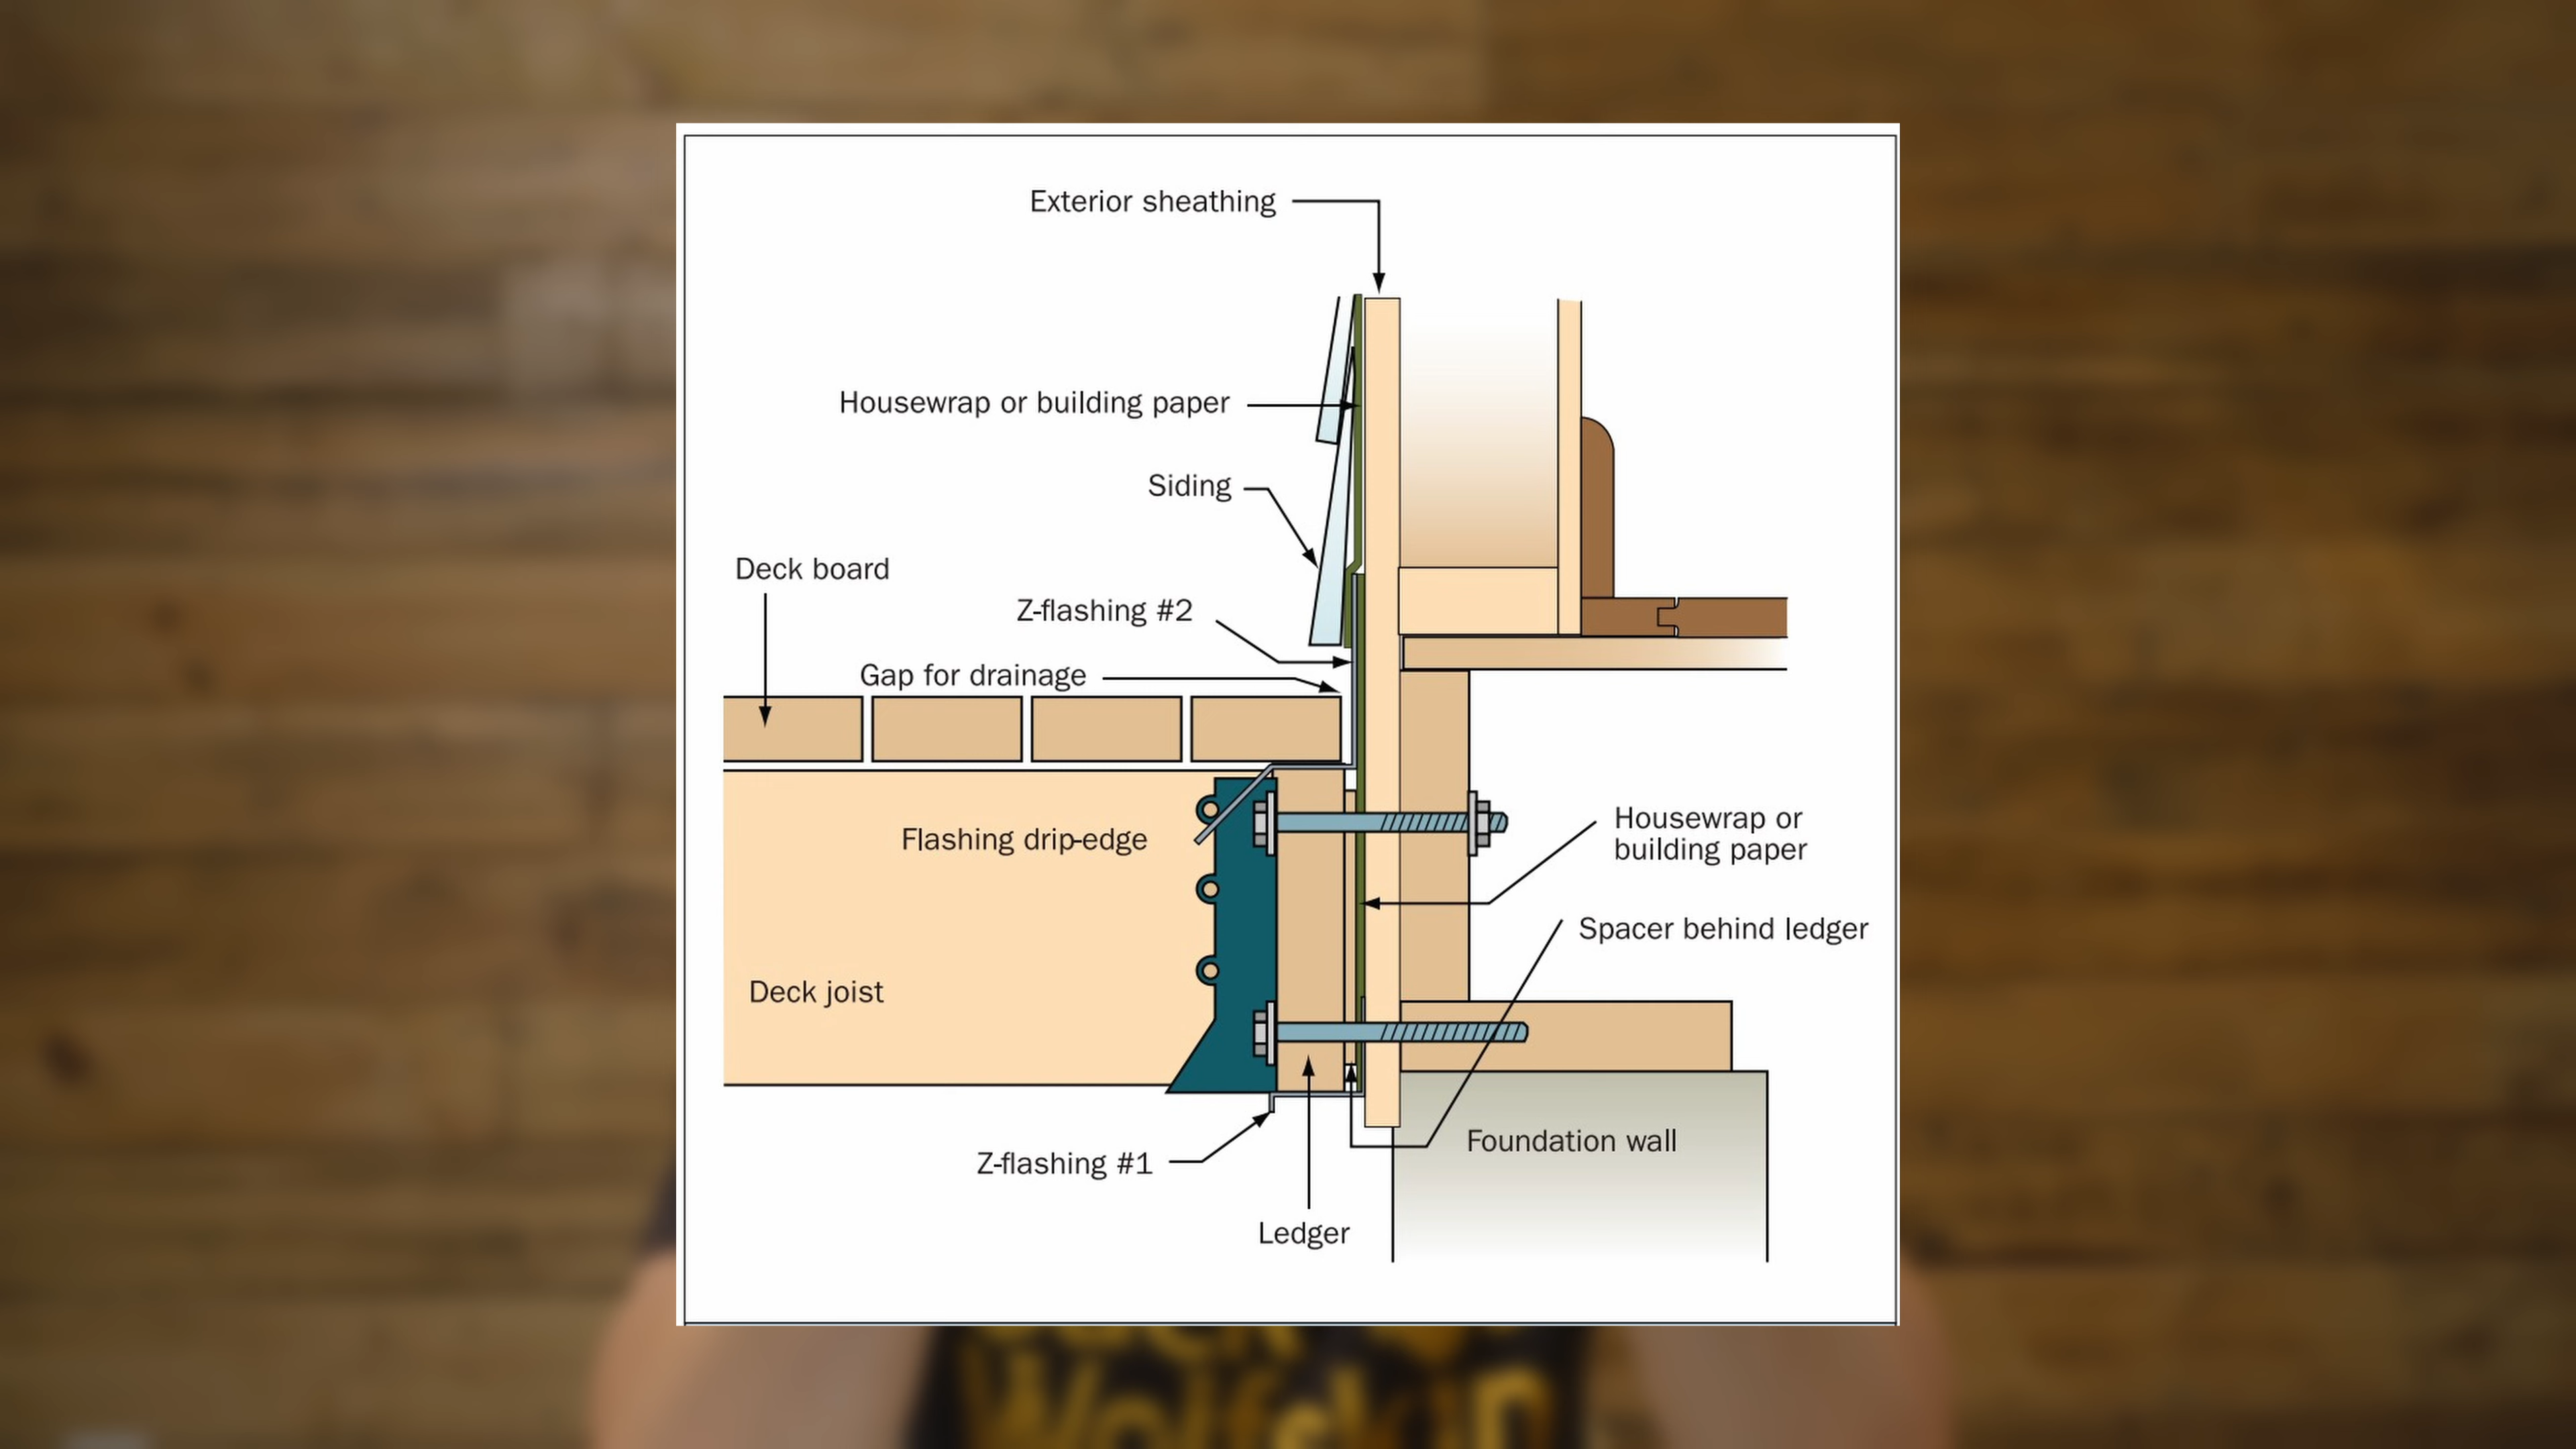 Exterior sheathing
Housewrap or building paper
Siding
Deck board
Z-flashing #2
Gap for drainage
Flashing drip-edge
Housewrap or
building paper
Spacer behind ledger
Deck joist
Foundation wall
Z-flashing #1
Ledger